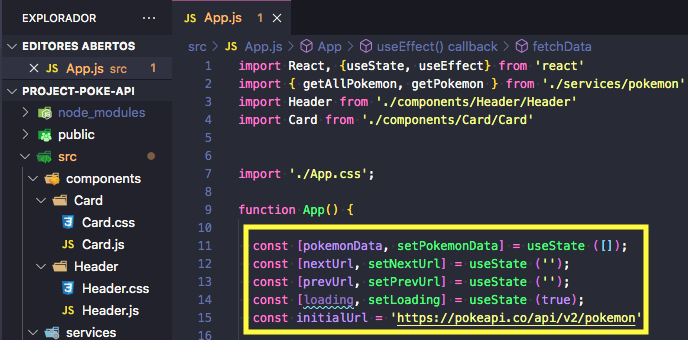 EXPLORADOR
EDITORES ABIERTOS
App.js src 1
PROJECT-POKE-API
node_modules
public
src
components
Card
Card.css
Card.js
Header
Header.css
Header.js
services
JS App.js 1
src > JS App.js > App > useEffect() callback > fetchData
1 import React, {useState, useEffect} from 'react'
2 import { getAllPokemon, getPokemon } from './services/pokemon'
3 import Header from './components/Header/Header'
4 import Card from './components/Card/Card'
5
6
7 import './App.css';
8
9 function App() {
10
11 const [pokemonData, setPokemonData] = useState ([]);
12 const [nextUrl, setNextUrl] = useState ('');
13 const [prevUrl, setPrevUrl] = useState ('');
14 const [loading, setLoading] = useState (true);
15 const initialUrl = 'https://pokeapi.co/api/v2/pokemon'
16